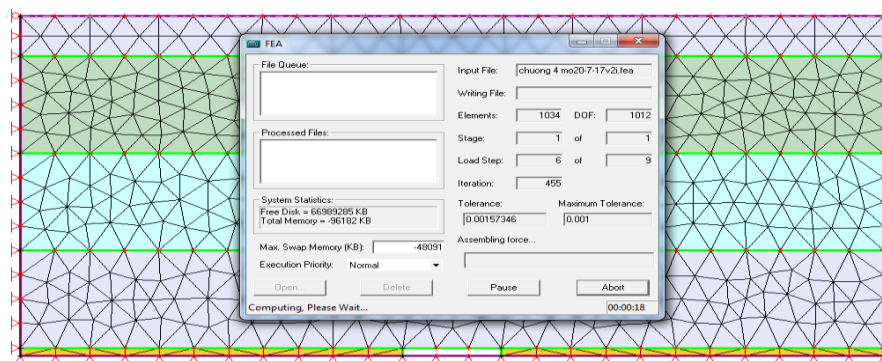 FEA
File Queue:
Processed Files:
System Statistics:
Free Disk = 66989285 KB
Total Memory = -96182 KB
Max. Swap Memory (KB): -48091
Execution Priority: Normal
Open... Delete
Input File: chuong 4 mo20-7-17v2i.fea
Writing File:
Elements: 1034 DOF: 1012
Stage: 1 of 1
Load Step: 6 of 9
Iteration: 455
Tolerance: Maximum Tolerance:
0.00157346 0.001
Assembling force...
Pause Abort
Computing, Please Wait... 00:00:18